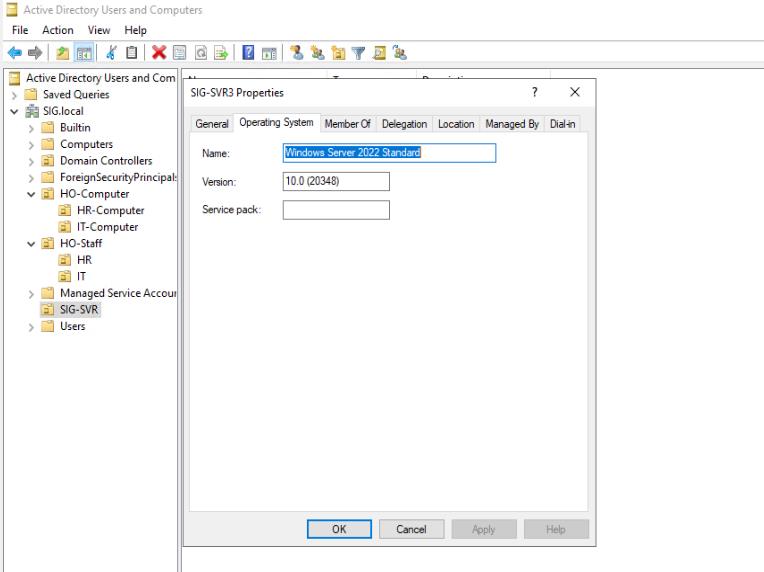 Active Directory Users and Computers
File Action View Help
Active Directory Users and Com
Saved Queries
SIG.local
Builtin
Computers
Domain Controllers
ForeignSecurityPrincipals
HO-Computer
HR-Computer
IT-Computer
HO-Staff
HR
IT
Managed Service Accour
SIG-SVR
Users
SIG-SVR3 Properties
General Operating System Member Of Delegation Location Managed By Dial-in
Name: Windows Server 2022 Standard
Version: 10.0 (20348)
Service pack:
OK Cancel Apply Help